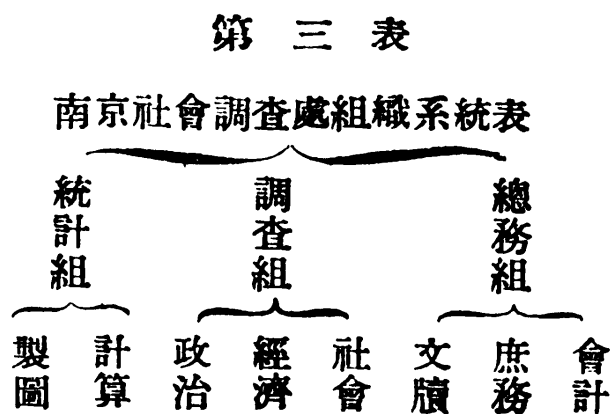 第三表
南京社會調查處組織系統表
總務組
調查組
統計組
會計
庶務
文牘
社會
經濟
政治
計算
製圖